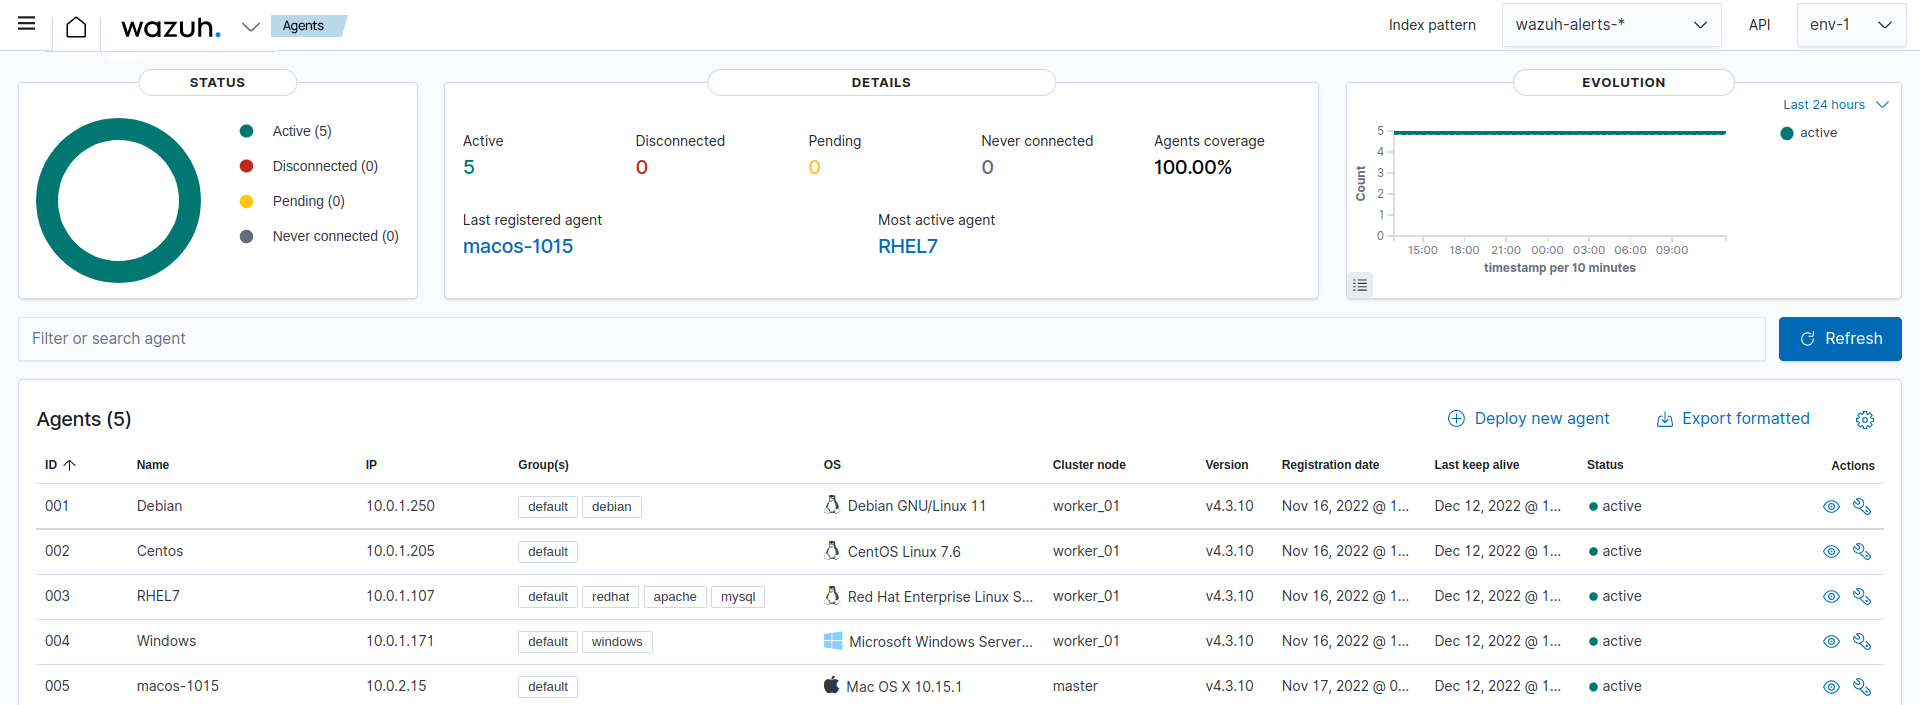 wazuh. Agents Index pattern wazuh-alerts-* API env-1
STATUS
Active (5)
Disconnected (0)
Pending (0)
Never connected (0)
DETAILS
Active Disconnected Pending Never connected Agents coverage
5 0 0 0 100.00%
Last registered agent Most active agent
macos-1015 RHEL7
EVOLUTION
Last 24 hours
active
Count
5
4
3
2
1
0
15:00 18:00 21:00 00:00 03:00 06:00 09:00
timestamp per 10 minutes
Filter or search agent Refresh
Agents (5) Deploy new agent Export formatted
ID Name IP Group(s) OS Cluster node Version Registration date Last keep alive Status Actions
001 Debian 10.0.1.250 default debian Debian GNU/Linux 11 worker_01 v4.3.10 Nov 16, 2022 @ 1... Dec 12, 2022 @ 1... active
002 Centos 10.0.1.205 default CentOS Linux 7.6 worker_01 v4.3.10 Nov 16, 2022 @ 1... Dec 12, 2022 @ 1... active
003 RHEL7 10.0.1.107 default redhat apache mysql Red Hat Enterprise Linux S... worker_01 v4.3.10 Nov 16, 2022 @ 1... Dec 12, 2022 @ 1... active
004 Windows 10.0.1.171 default windows Microsoft Windows Server... worker_01 v4.3.10 Nov 16, 2022 @ 1... Dec 12, 2022 @ 1... active
005 macos-1015 10.0.2.15 default Mac OS X 10.15.1 master v4.3.10 Nov 17, 2022 @ 0... Dec 12, 2022 @ 1... active